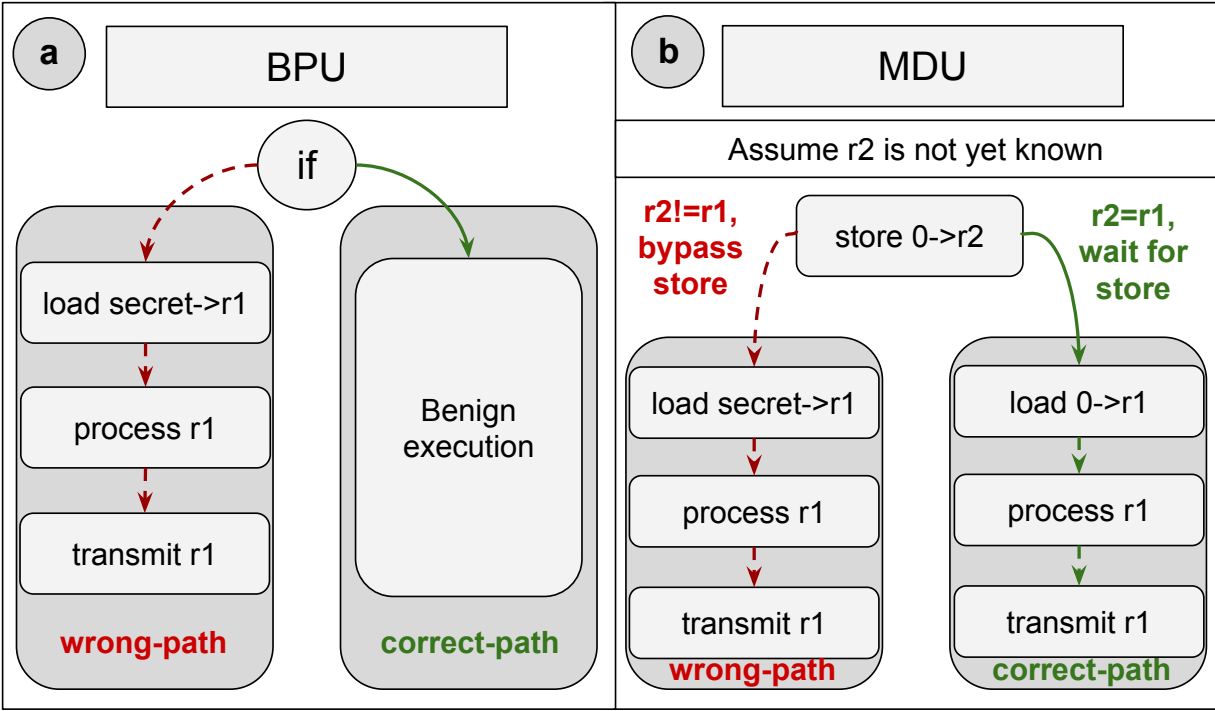 a
BPU
if
load secret->r1
process r1
transmit r1
wrong-path
Benign
execution
correct-path
b
MDU
Assume r2 is not yet known
r2!=r1,
bypass
store
store 0->r2
r2=r1,
wait for
store
load secret->r1
process r1
transmit r1
wrong-path
load 0->r1
process r1
transmit r1
correct-path